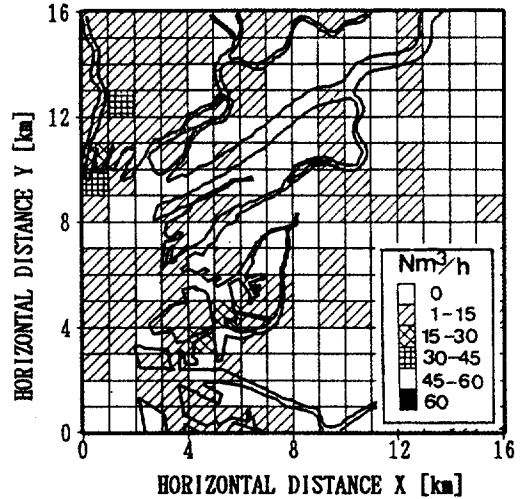 16
12
8
4
0
HORIZONTAL DISTANCE Y [km]
Nm³/h
0
1-15
15-30
30-45
45-60
60
0 4 8 12 16
HORIZONTAL DISTANCE X [km]